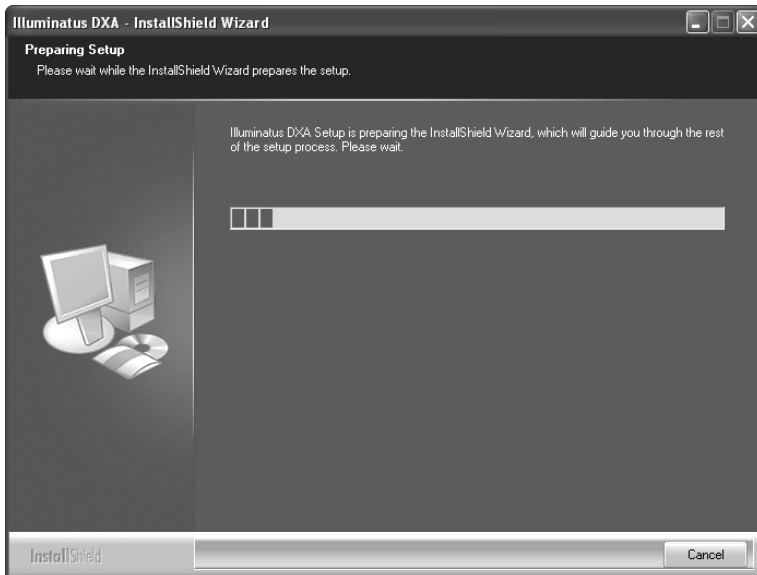 Illuminatus DXA - InstallShield Wizard
Preparing Setup
Please wait while the InstallShield Wizard prepares the setup.
Illuminatus DXA Setup is preparing the InstallShield Wizard, which will guide you through the rest
of the setup process. Please wait.
InstallShield
Cancel